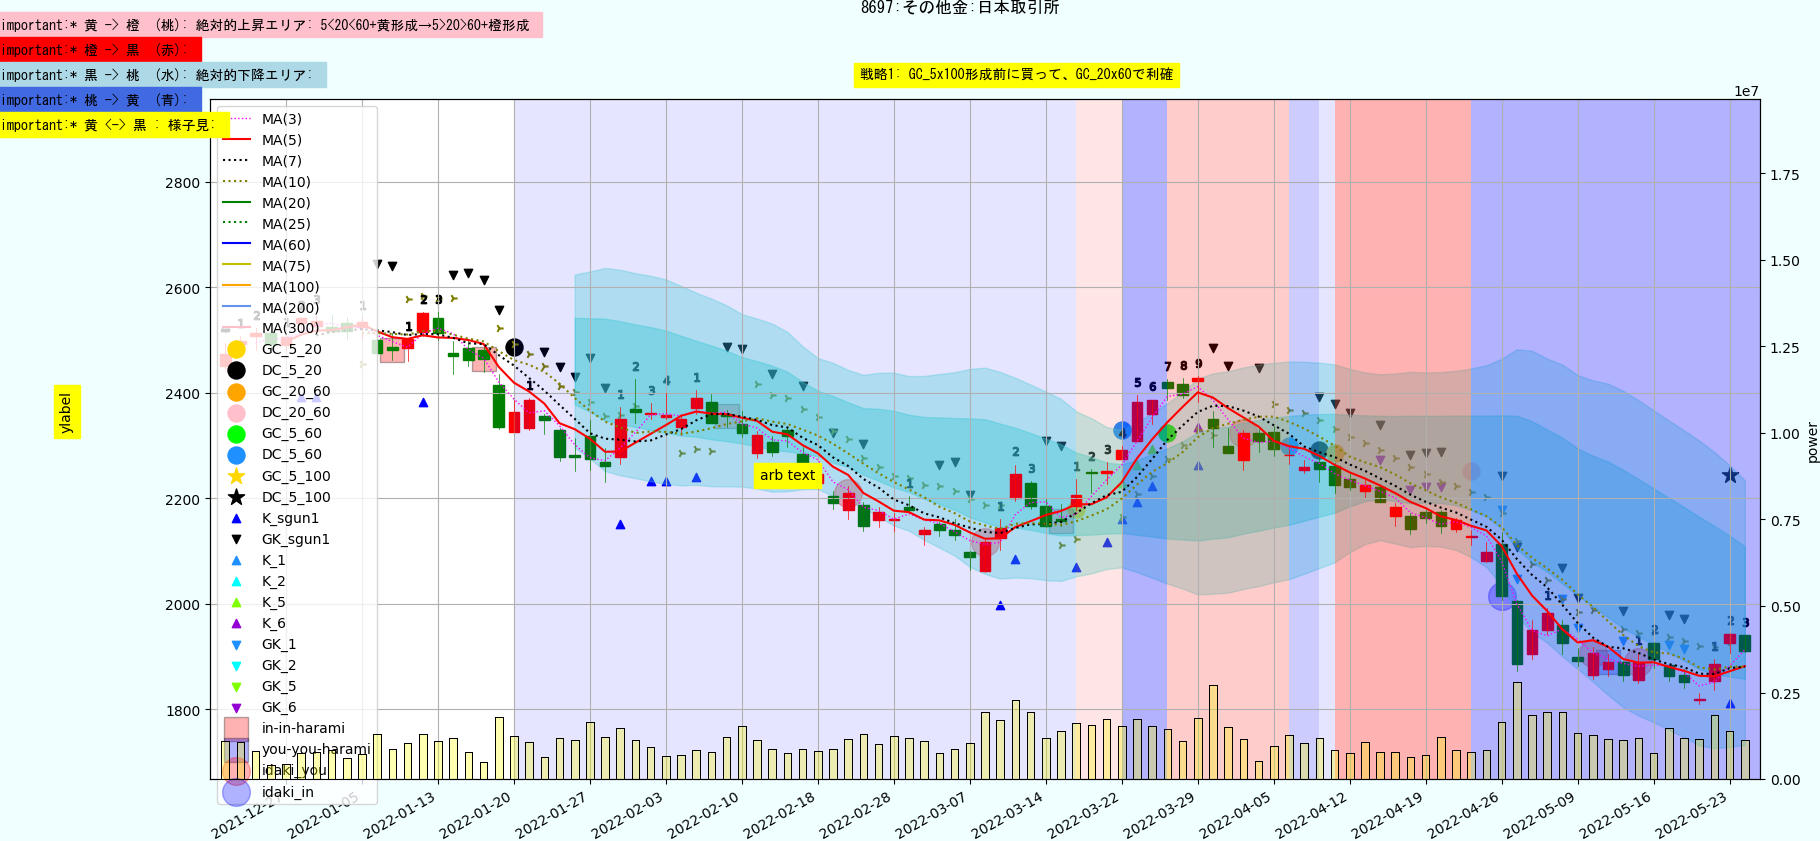 8697:その他金:日本取引所
important:* 黄 -> 橙 (桃): 絶対的上昇エリア: 5<20<60+黄形成→5>20>60+橙形成
important:* 橙 -> 黒 (赤):
important:* 黒 -> 桃 (水): 絶対的下降エリア:
戦略1: GC_5x100形成前に買って、GC_20x60で利確
important:* 桃 -> 黄 (青):
important:* 黄 <-> 黒 : 様子見:
1e7
MA(3)
MA(5)
MA(7)
MA(10)
MA(20)
MA(25)
MA(60)
MA(75)
MA(100)
MA(200)
MA(300)
GC_5_20
DC_5_20
GC_20_60
DC_20_60
GC_5_60
DC_5_60
GC_5_100
DC_5_100
K_sgun1
GK_sgun1
K_1
K_2
K_5
K_6
GK_1
GK_2
GK_5
GK_6
in-in-harami
you-you-harami
idaki_you
idaki_in
2800
2600
2400
2200
2000
1800
ylabel
arb text
1.75
1.50
1.25
1.00
0.75
0.50
0.25
0.00
power
2022-01-05
2022-01-13
2022-01-20
2022-01-27
2022-02-03
2022-02-10
2022-02-18
2022-02-28
2022-03-07
2022-03-14
2022-03-22
2022-03-29
2022-04-05
2022-04-12
2022-04-19
2022-04-26
2022-05-09
2022-05-16
2022-05-23